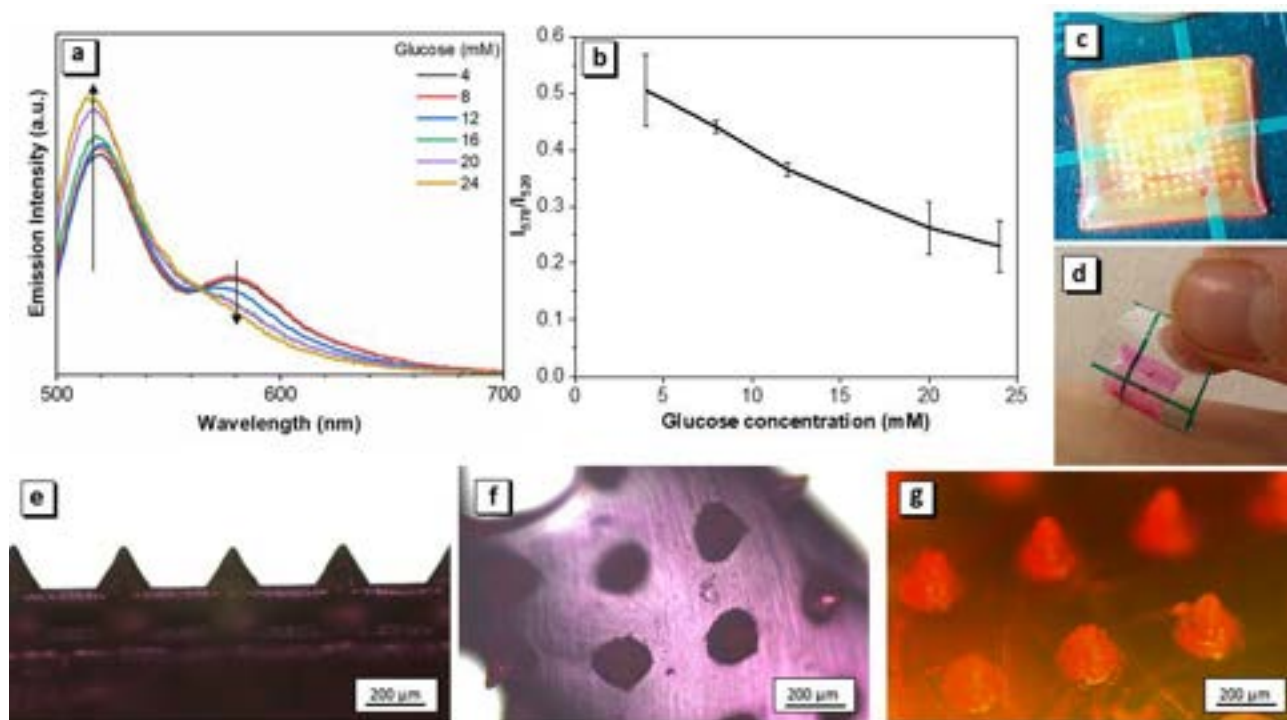 a
Glucose (mM)
4
8
12
16
20
24
Emission Intensity (a.u.)
500
600
700
Wavelength (nm)
b
0.6
0.5
0.4
0.3
0.2
0.1
0.0
I578/I520
0
5
10
15
20
25
Glucose concentration (mM)
c
d
e
200 µm
f
200 µm
g
200 µm